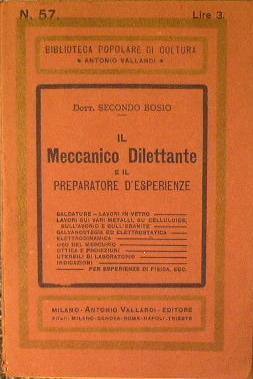 N. 57.
Lire 3.
BIBLIOTECA POPOLARE DI CULTURA
ANTONIO VALLARDI
Dott. SECONDO BOSIO
IL
Meccanico Dilettante
E IL
PREPARATORE D'ESPERIENZE
SALDATURE - LAVORI IN VETRO
LAVORI SUI VARI METALLI, SU CELLULOIDE,
SULL'AVORIO E SULL'EBANITE
GALVANOSTEGIA ED ELETTROSTATICA
ELETTRODINAMICA
USO DEL MERCURIO
OTTICA E PROIEZIONI
UTENSILI DI LABORATORIO
INDICAZIONI
PER ESPERIENZE DI FISICA, ECC.
MILANO - ANTONIO VALLARDI - EDITORE
MILANO-GENOVA-ROMA-NAPOLI-TRIESTE